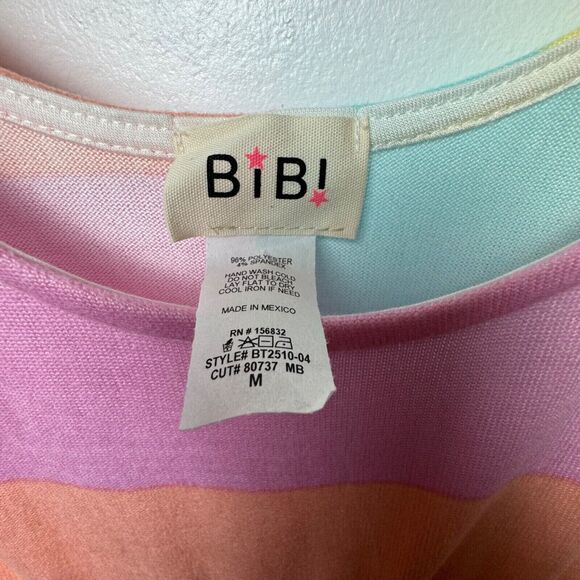 BiB!
96% POLYESTER
4% SPANDEX
HAND WASH COLD
DO NOT BLEACH
LAY FLAT TO DRY
COOL IRON IF NEED
MADE IN MEXICO
RN # 156832
STYLE# BT2510-04
CUT# 80737 MB
M